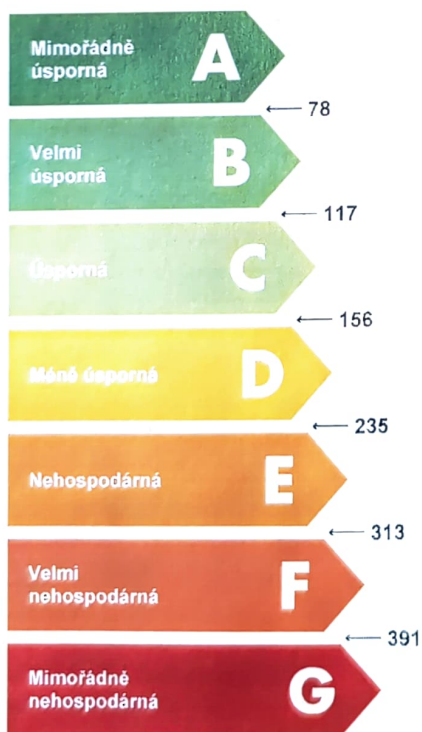 Mimořádně
úsporná
A
← 78
Velmi
úsporná
B
← 117
Úsporná
C
← 156
Méně úsporná
D
← 235
Nehospodárná
E
← 313
Velmi
nehospodárná
F
← 391
Mimořádně
nehospodárná
G